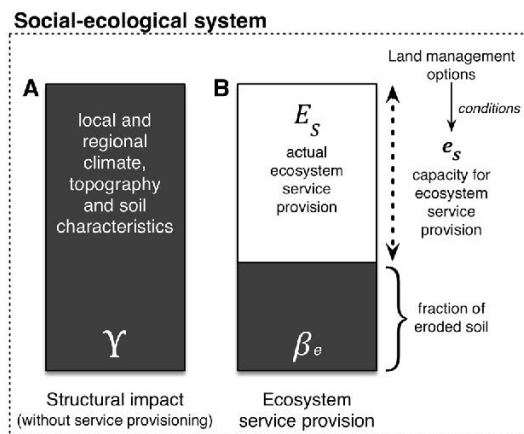 Social-ecological system
A
local and
regional
climate,
topography
and soil
characteristics
ϒ
Structural impact
(without service provisioning)
B
E_s
actual
ecosystem
service
provision
β_e
Ecosystem
service provision
Land management
options
conditions
e_s
capacity for
ecosystem
service
provision
fraction of
eroded soil